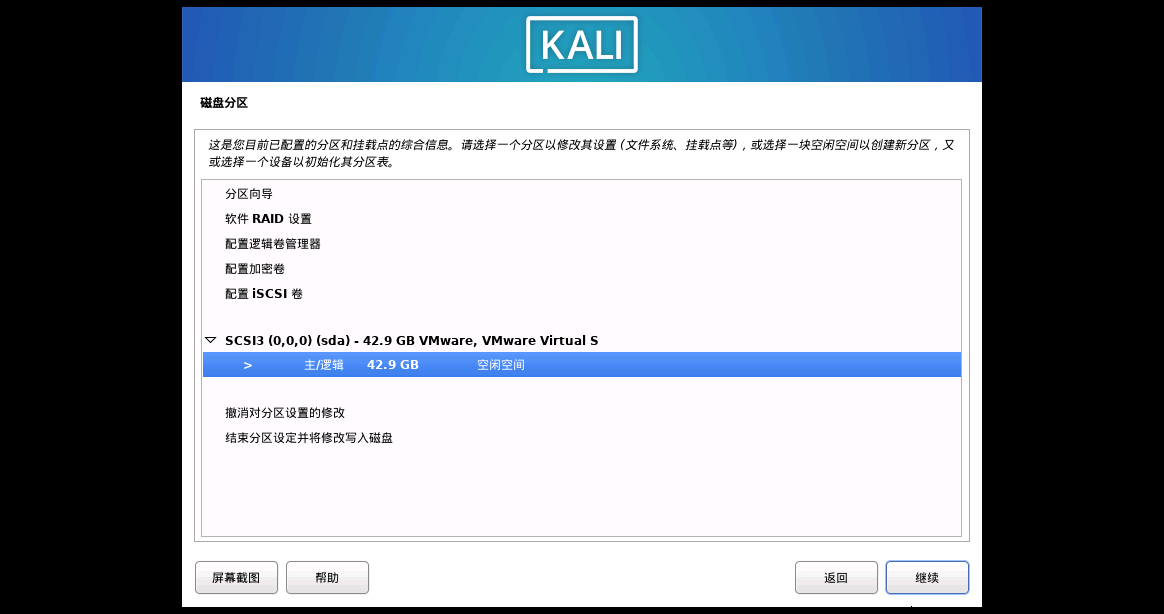 KALI
磁盘分区
这是您目前已配置的分区和挂载点的综合信息。请选择一个分区以修改其设置 (文件系统、挂载点等)，或选择一块空闲空间以创建新分区，又
或选择一个设备以初始化其分区表。
分区向导
软件 RAID 设置
配置逻辑卷管理器
配置加密卷
配置 iSCSI 卷
SCSI3 (0,0,0) (sda) - 42.9 GB VMware, VMware Virtual S
> 主/逻辑 42.9 GB 空闲空间
撤消对分区设置的修改
结束分区设定并将修改写入磁盘
屏幕截图 帮助 返回 继续